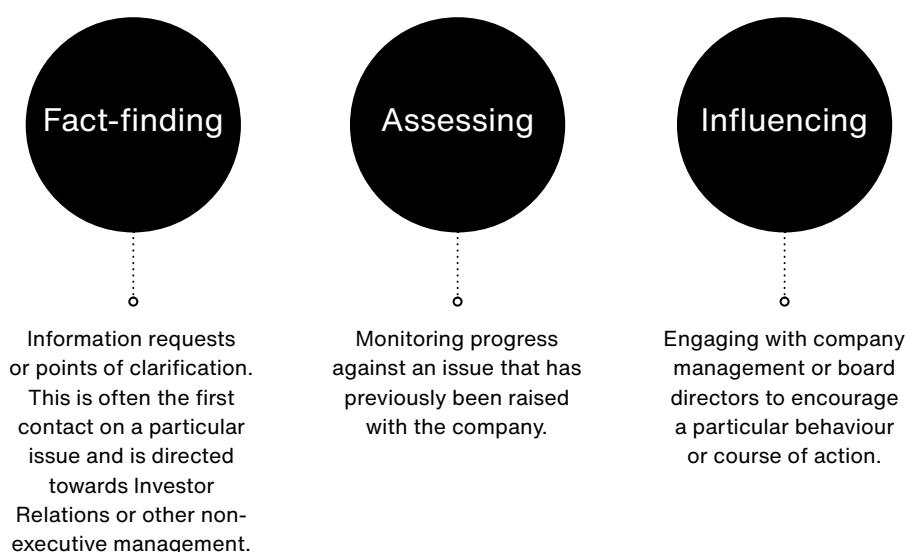 Fact-finding
Information requests
or points of clarification.
This is often the first
contact on a particular
issue and is directed
towards Investor
Relations or other non-
executive management.
Assessing
Monitoring progress
against an issue that has
previously been raised
with the company.
Influencing
Engaging with company
management or board
directors to encourage
a particular behaviour
or course of action.